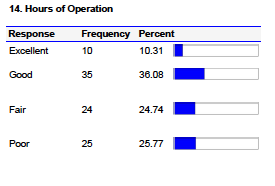 14. Hours of Operation
Response Frequency Percent
Excellent 10 10.31
Good 35 36.08
Fair 24 24.74
Poor 25 25.77